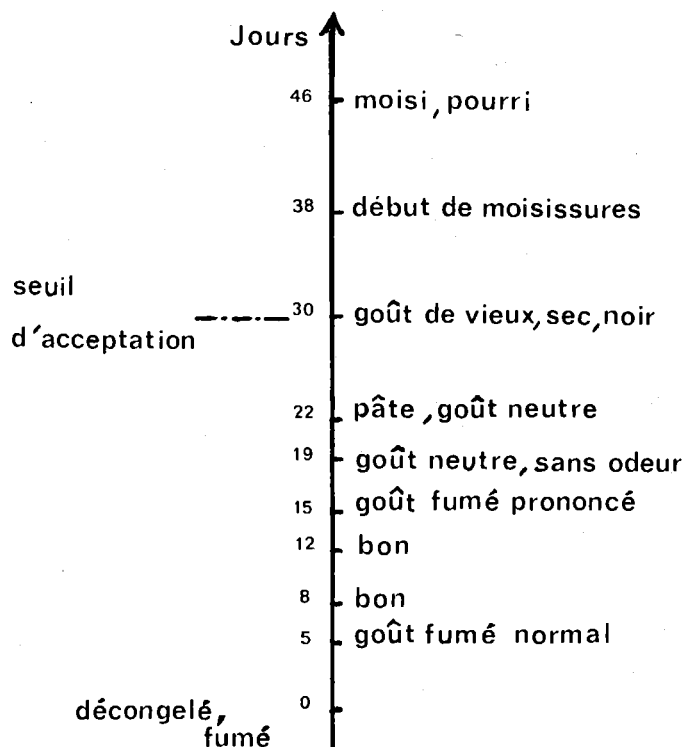 Jours
46 moisi, pourri
38 début de moisissures
seuil
d'acceptation
30 goût de vieux, sec, noir
22 pâte, goût neutre
19 goût neutre, sans odeur
15 goût fumé prononcé
12 bon
8 bon
5 goût fumé normal
0
décongelé,
fumé